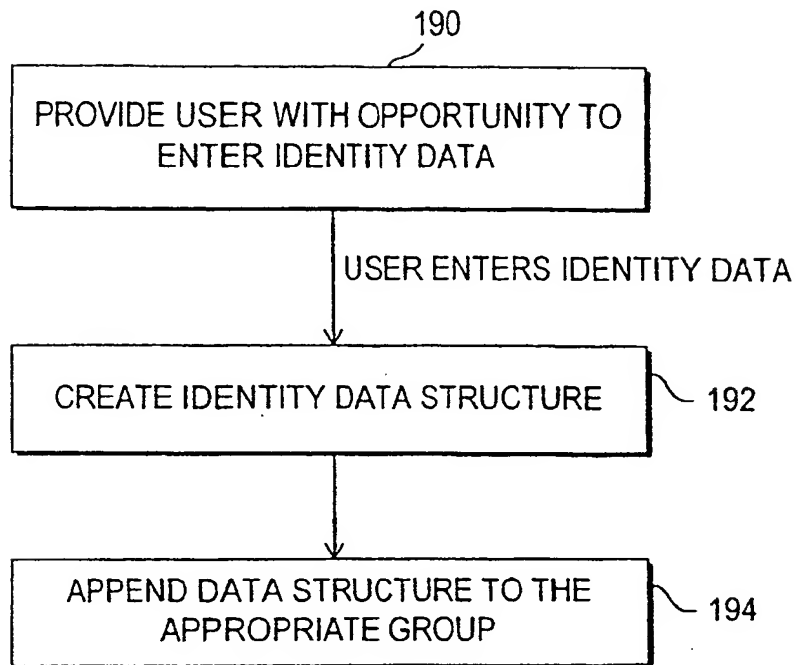 190
PROVIDE USER WITH OPPORTUNITY TO
ENTER IDENTITY DATA
USER ENTERS IDENTITY DATA
CREATE IDENTITY DATA STRUCTURE
192
APPEND DATA STRUCTURE TO THE
APPROPRIATE GROUP
194